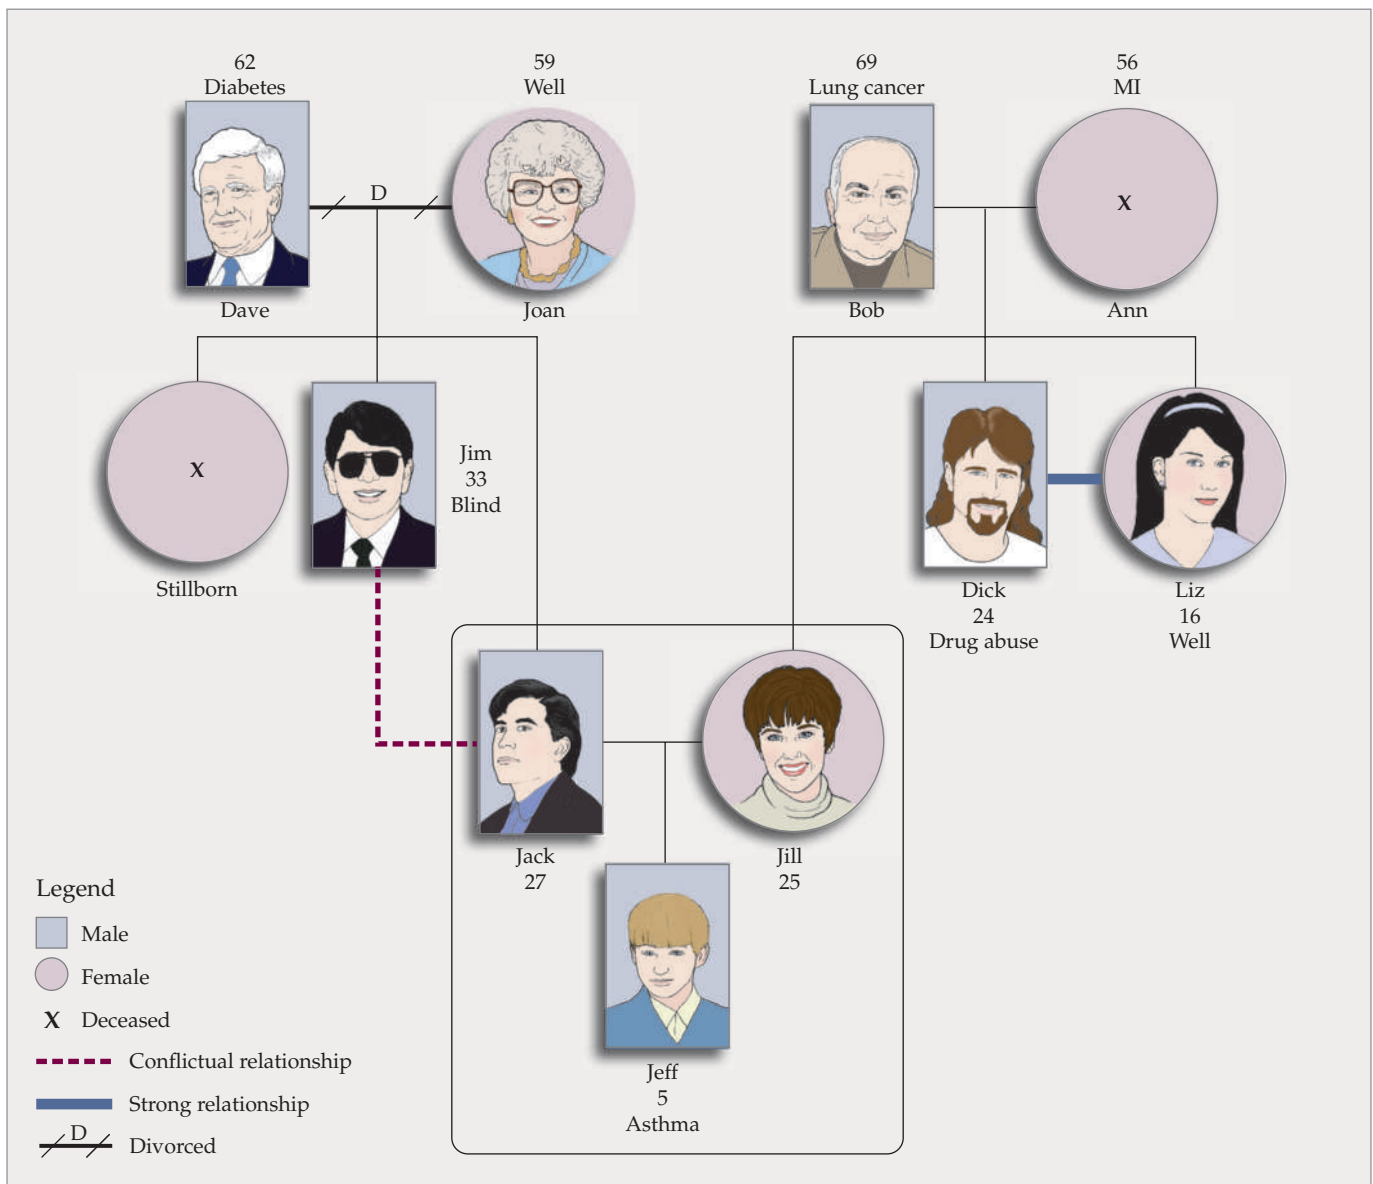 62
Diabetes
59
Well
69
Lung cancer
56
MI
D
X
Dave
Joan
Bob
Ann
X
Stillborn
Jim
33
Blind
Dick
24
Drug abuse
Liz
16
Well
Jack
27
Jill
25
Jeff
5
Asthma
Legend
Male
Female
X Deceased
Conflictual relationship
Strong relationship
D Divorced